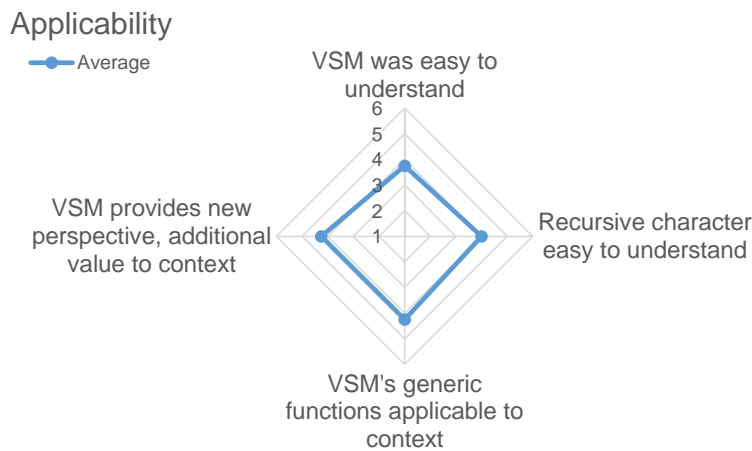 Applicability
Average
VSM was easy to
understand
6
5
4
3
2
1
VSM provides new
perspective, additional
value to context
Recursive character
easy to understand
VSM's generic
functions applicable to
context